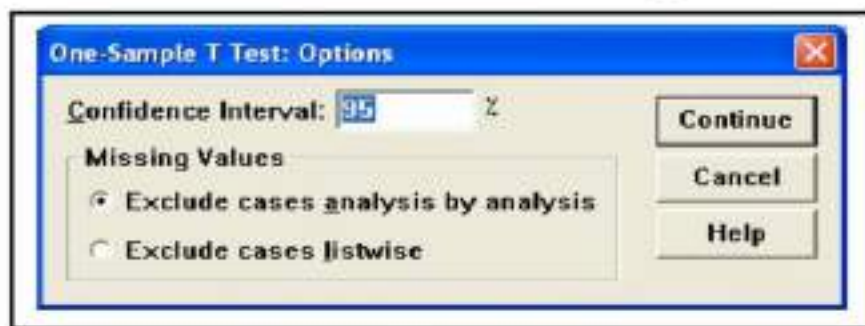 One-Sample T Test: Options
Confidence Interval: 95 %
Continue
Missing Values
Cancel
Exclude cases analysis by analysis
Help
Exclude cases listwise